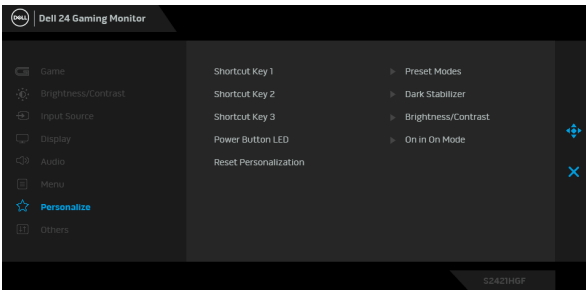 DELL Dell 24 Gaming Monitor
Game
Shortcut Key 1 Preset Modes
Brightness/Contrast
Shortcut Key 2 Dark Stabilizer
Input Source
Shortcut Key 3 Brightness/Contrast
Display
Power Button LED On in On Mode
Audio
Reset Personalization
Menu
Personalize
Others
S2421HGF